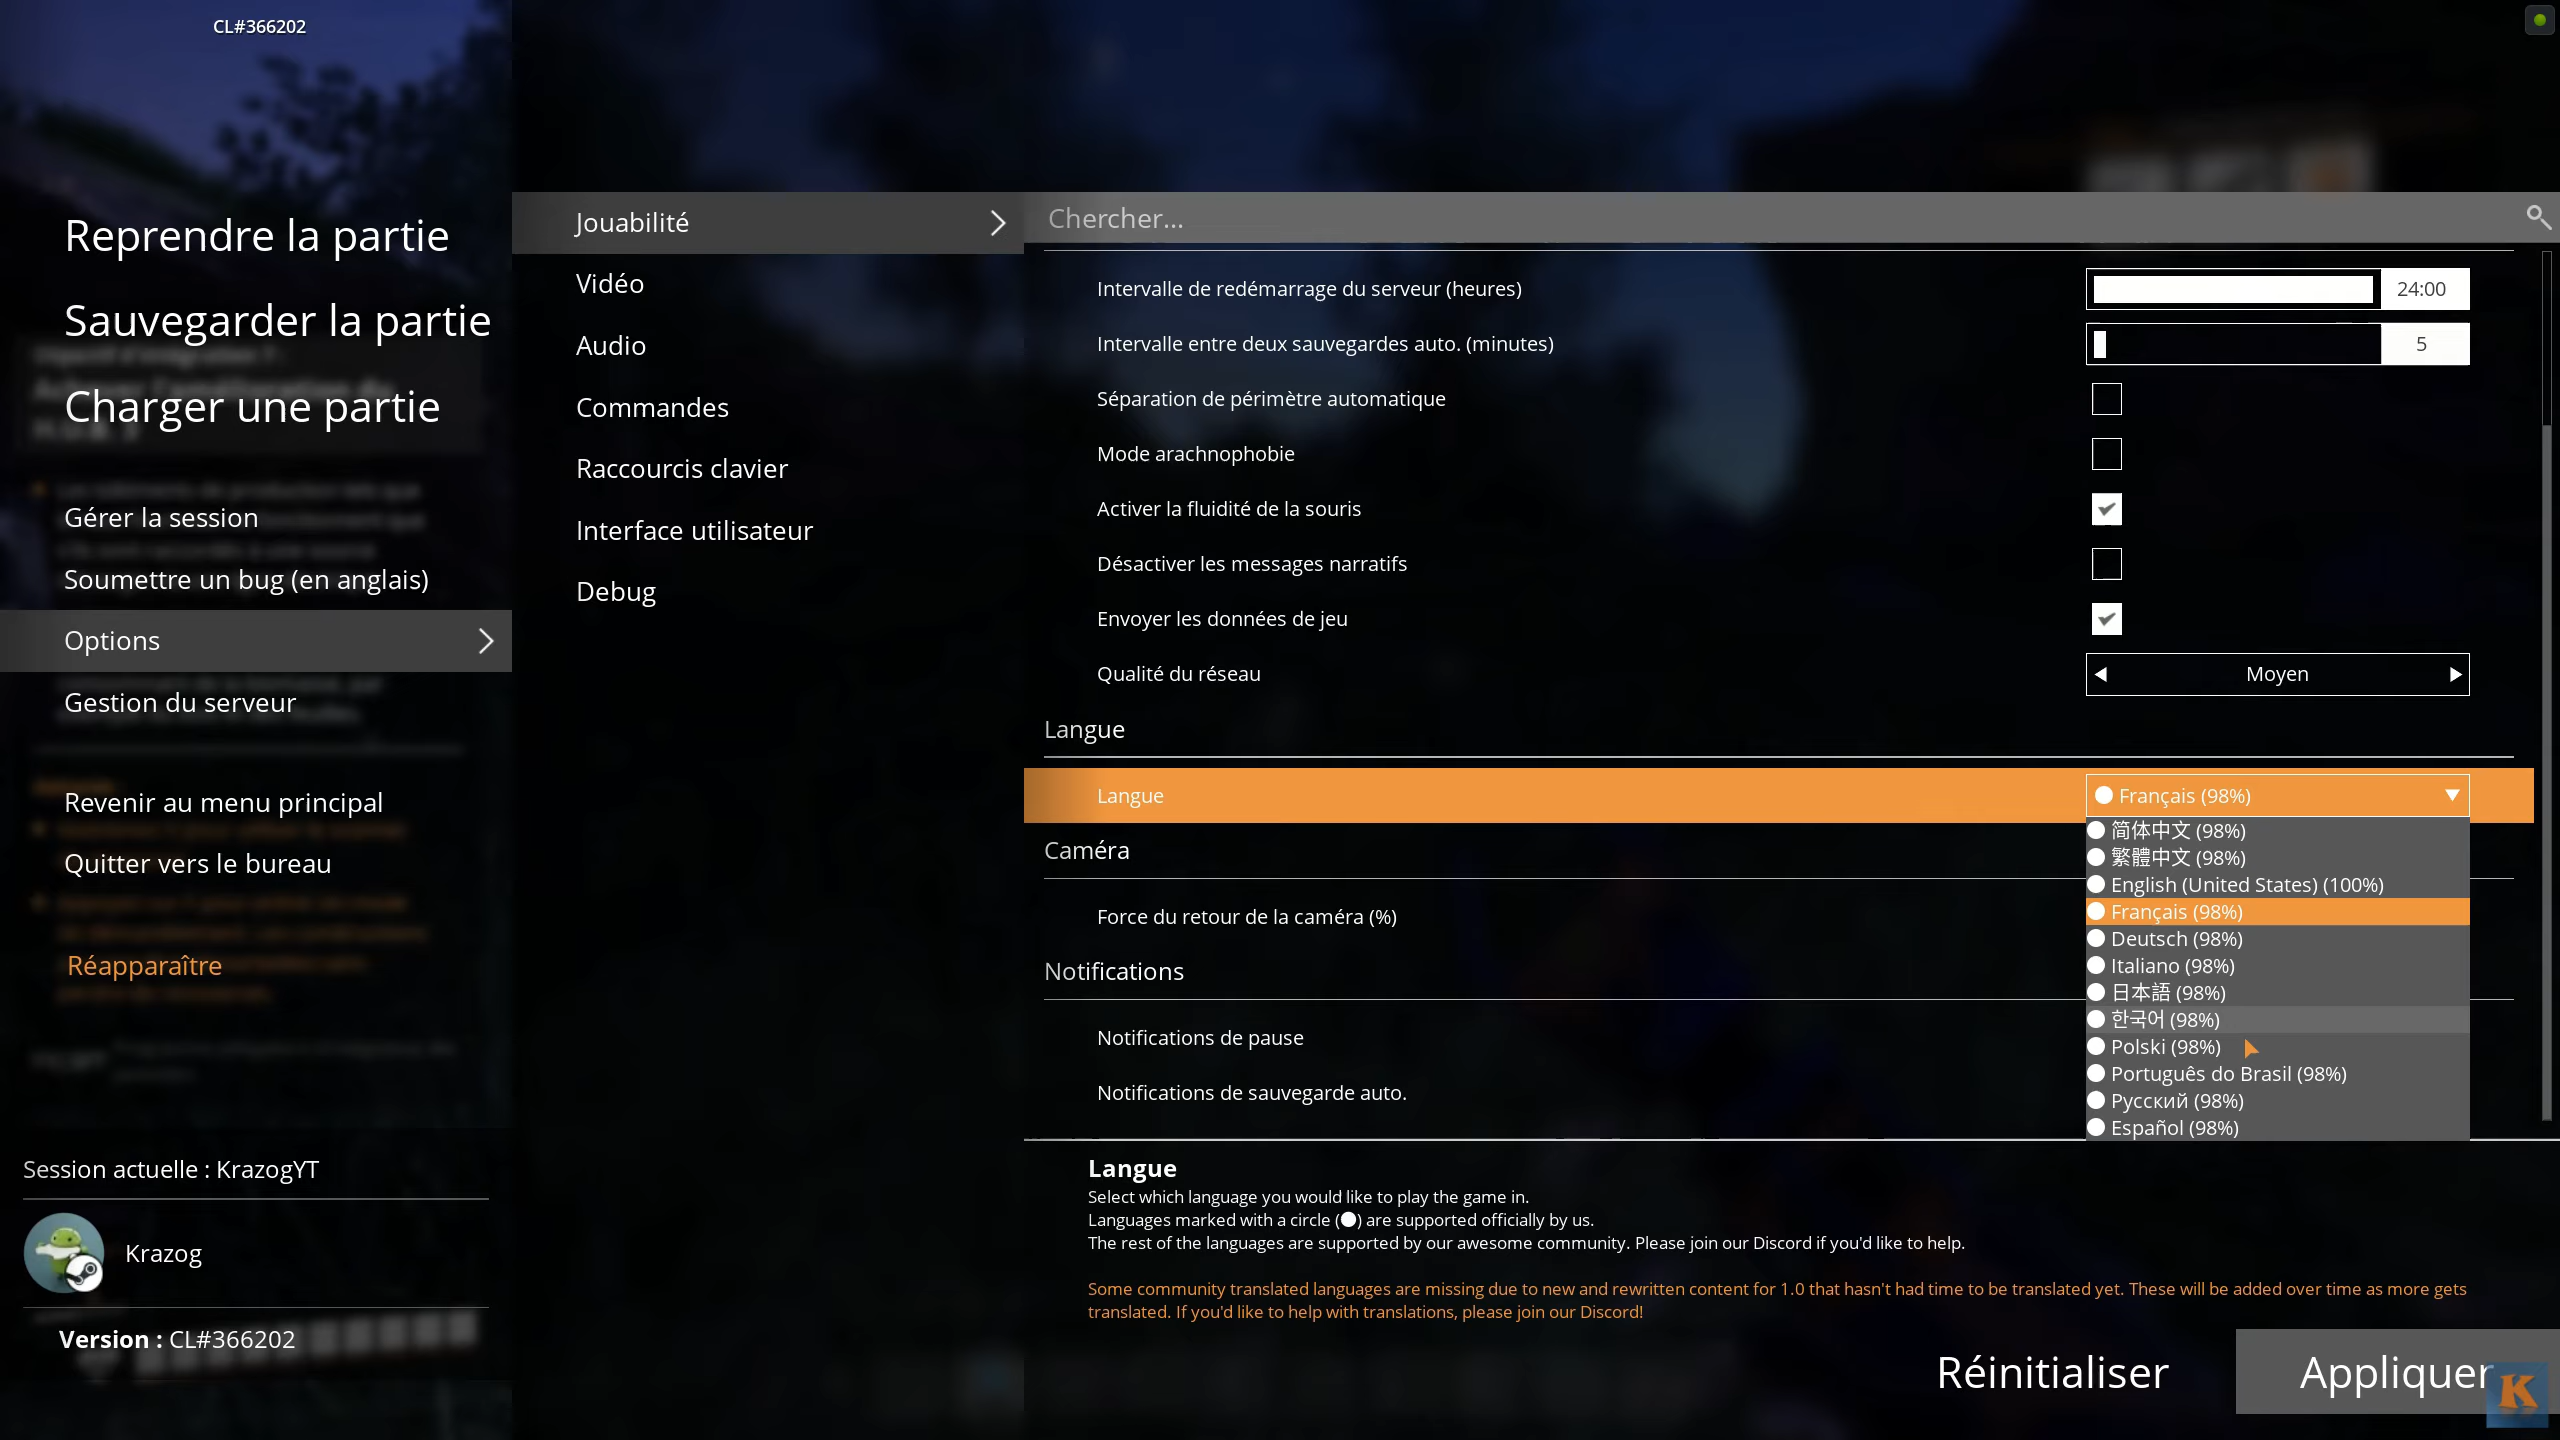 CL#366202
Reprendre la partie
Sauvegarder la partie
Charger une partie
Gérer la session
Soumettre un bug (en anglais)
Options
Gestion du serveur
Revenir au menu principal
Quitter vers le bureau
Réapparaître
Session actuelle : KrazogYT
Krazog
Version : CL#366202
Jouabilité
Vidéo
Audio
Commandes
Raccourcis clavier
Interface utilisateur
Debug
Chercher...
Intervalle de redémarrage du serveur (heures) 24:00
Intervalle entre deux sauvegardes auto. (minutes) 5
Séparation de périmètre automatique
Mode arachnophobie
Activer la fluidité de la souris
Désactiver les messages narratifs
Envoyer les données de jeu
Qualité du réseau Moyen
Langue
Langue Français (98%)
简体中文 (98%)
繁體中文 (98%)
English (United States) (100%)
Français (98%)
Deutsch (98%)
Italiano (98%)
日本語 (98%)
한국어 (98%)
Polski (98%)
Português do Brasil (98%)
Русский (98%)
Español (98%)
Caméra
Force du retour de la caméra (%)
Notifications
Notifications de pause
Notifications de sauvegarde auto.
Langue
Select which language you would like to play the game in.
Languages marked with a circle (●) are supported officially by us.
The rest of the languages are supported by our awesome community. Please join our Discord if you'd like to help.
Some community translated languages are missing due to new and rewritten content for 1.0 that hasn't had time to be translated yet. These will be added over time as more gets
translated. If you'd like to help with translations, please join our Discord!
Réinitialiser
Appliquer
K